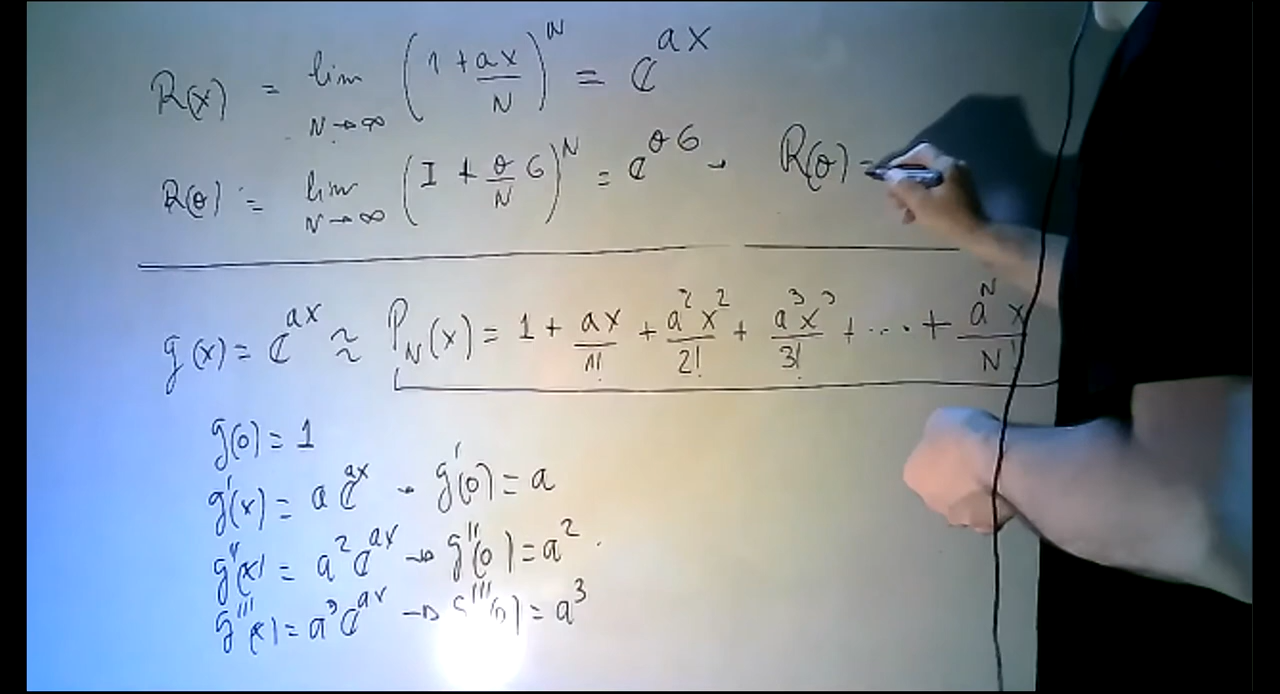 R(x) = lim N→∞ (1 + ax/N)^N = e^ax
R(θ) = lim N→∞ (I + θ/N G)^N = e^θG → R(θ) =
g(x) = e^ax ≈ P_N(x) = 1 + ax/1! + a²x²/2! + a³x³/3! + ... + a^N x/N!
g(0) = 1
g'(x) = a e^ax → g'(0) = a
g''(x) = a² e^ax → g''(0) = a²
g'''(x) = a³ e^ax → g'''(0) = a³